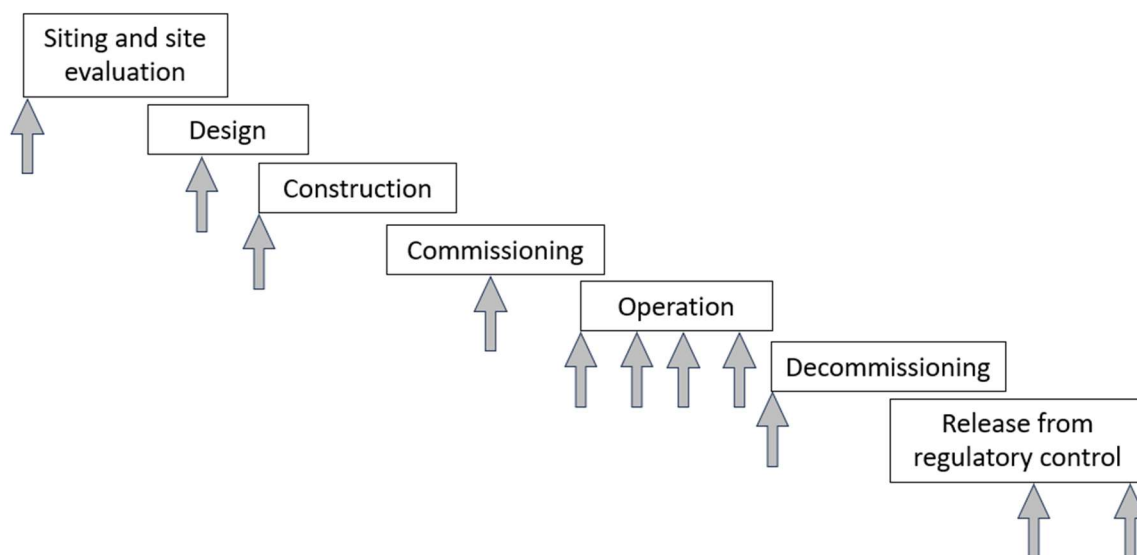 Siting and site
evaluation
Design
Construction
Commissioning
Operation
Decommissioning
Release from
regulatory control